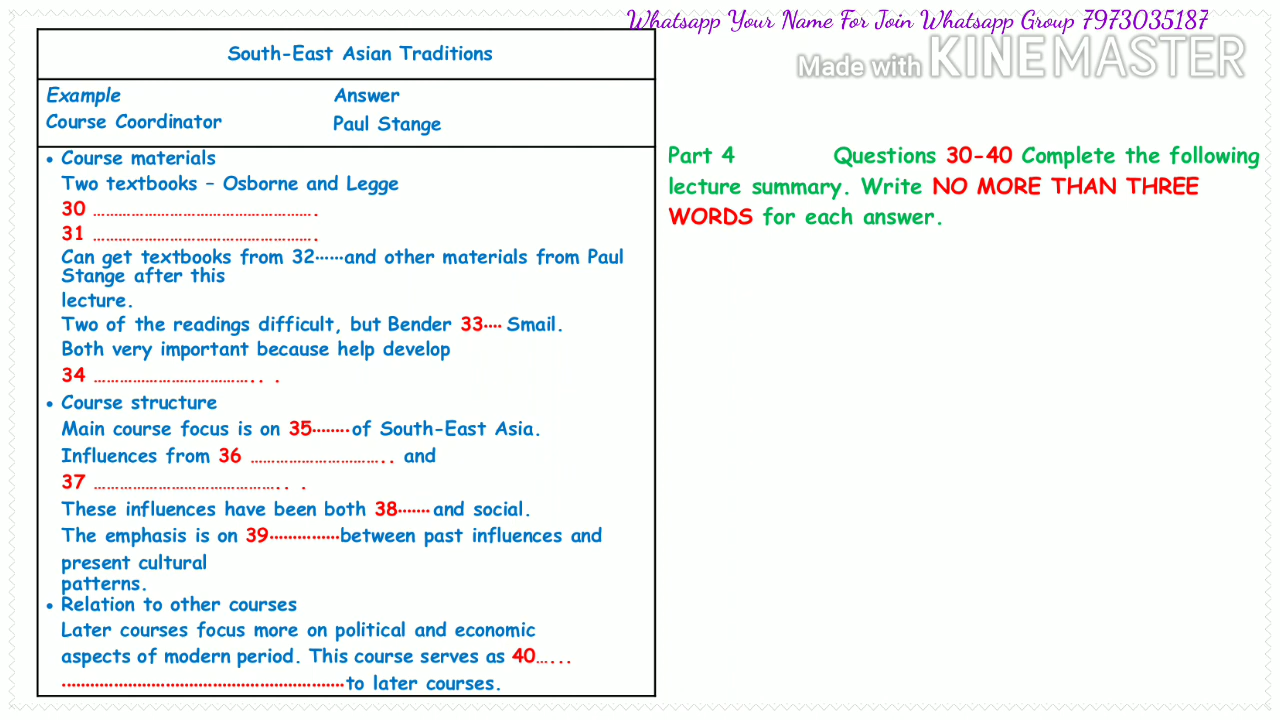 Whatsapp Your Name For Join Whatsapp Group 7973035187
Made with KINEMASTER
South-East Asian Traditions
Example Answer
Course Coordinator Paul Stange
• Course materials
Two textbooks – Osborne and Legge
30 …………………………………………….
31 …………………………………………….
Can get textbooks from 32······and other materials from Paul
Stange after this
lecture.
Two of the readings difficult, but Bender 33···· Smail.
Both very important because help develop
34 ……………………………….. .
• Course structure
Main course focus is on 35········of South-East Asia.
Influences from 36 ………………………….. and
37 …………………………………….. .
These influences have been both 38·······and social.
The emphasis is on 39···············between past influences and
present cultural
patterns.
• Relation to other courses
Later courses focus more on political and economic
aspects of modern period. This course serves as 40…...
····························································to later courses.
Part 4 Questions 30-40 Complete the following
lecture summary. Write NO MORE THAN THREE
WORDS for each answer.